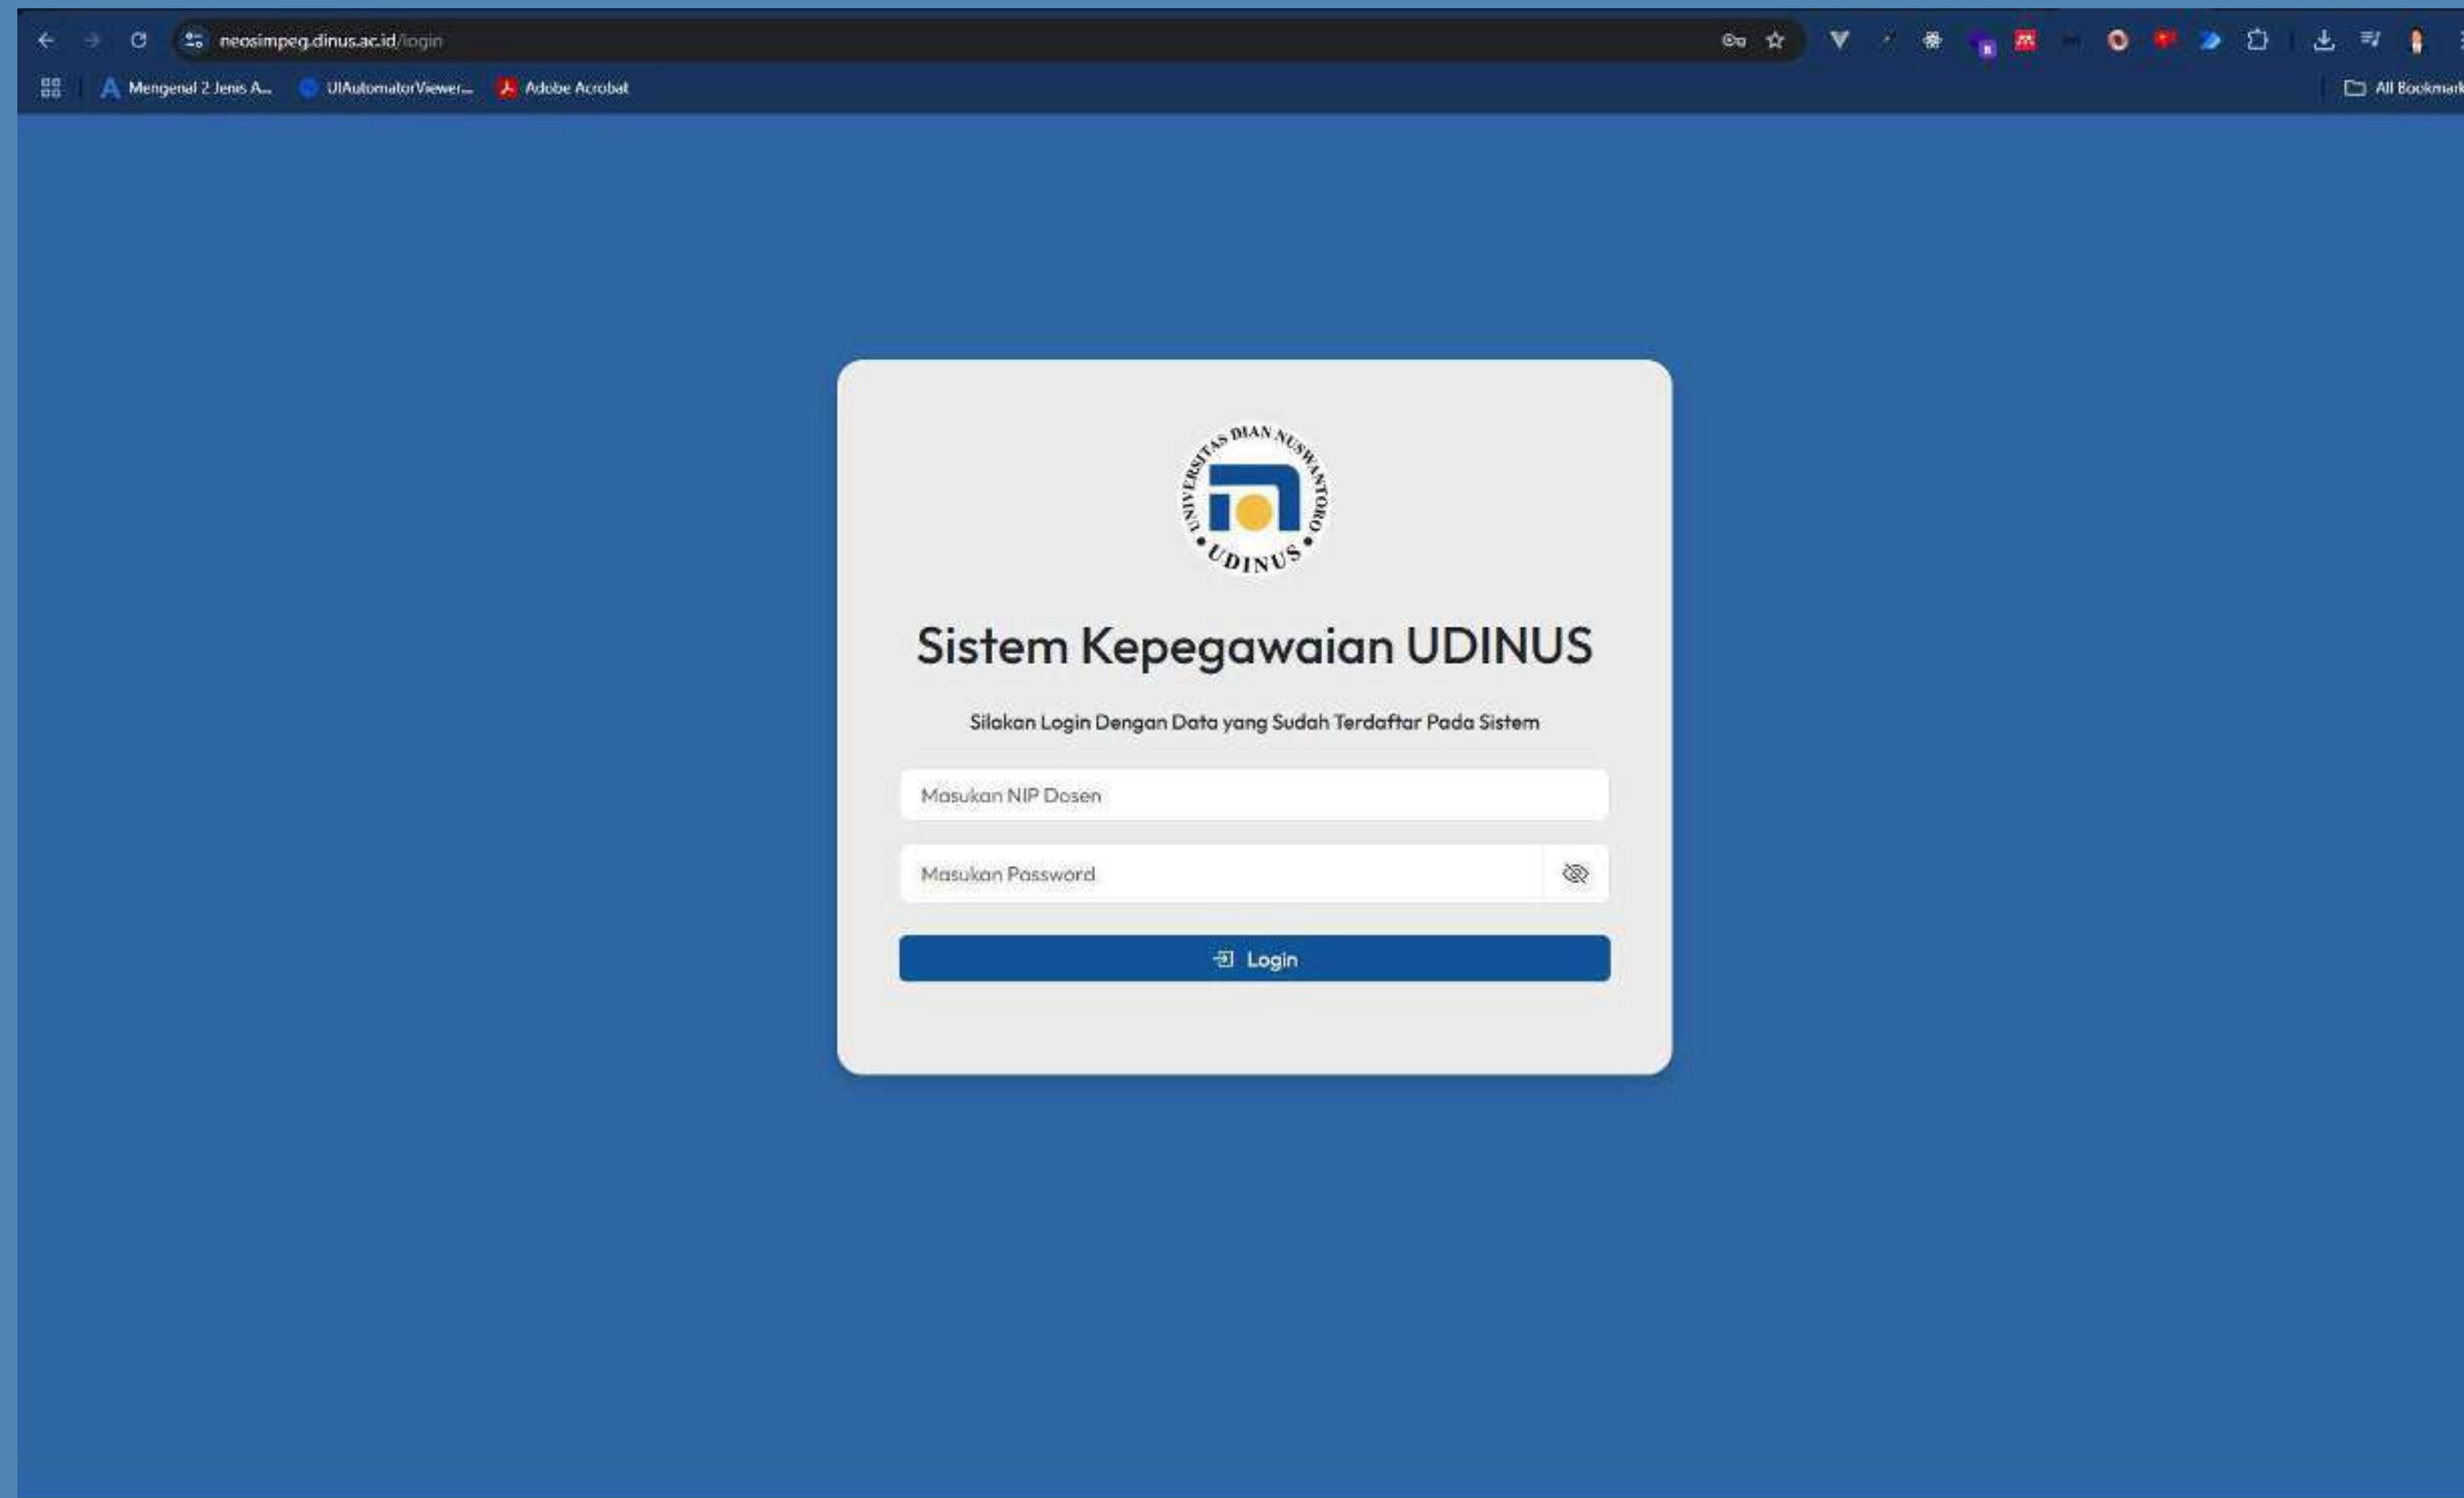 neosimpeg.dinus.ac.id/login
Mengenal 2 Jenis A...
UIAutomatorViewer...
Adobe Acrobat
All Bookmark
UNIVERSITAS DIAN NUSWANTORO
UDINUS
Sistem Kepegawaian UDINUS
Silakan Login Dengan Data yang Sudah Terdaftar Pada Sistem
Masukan NIP Dosen
Masukan Password
Login